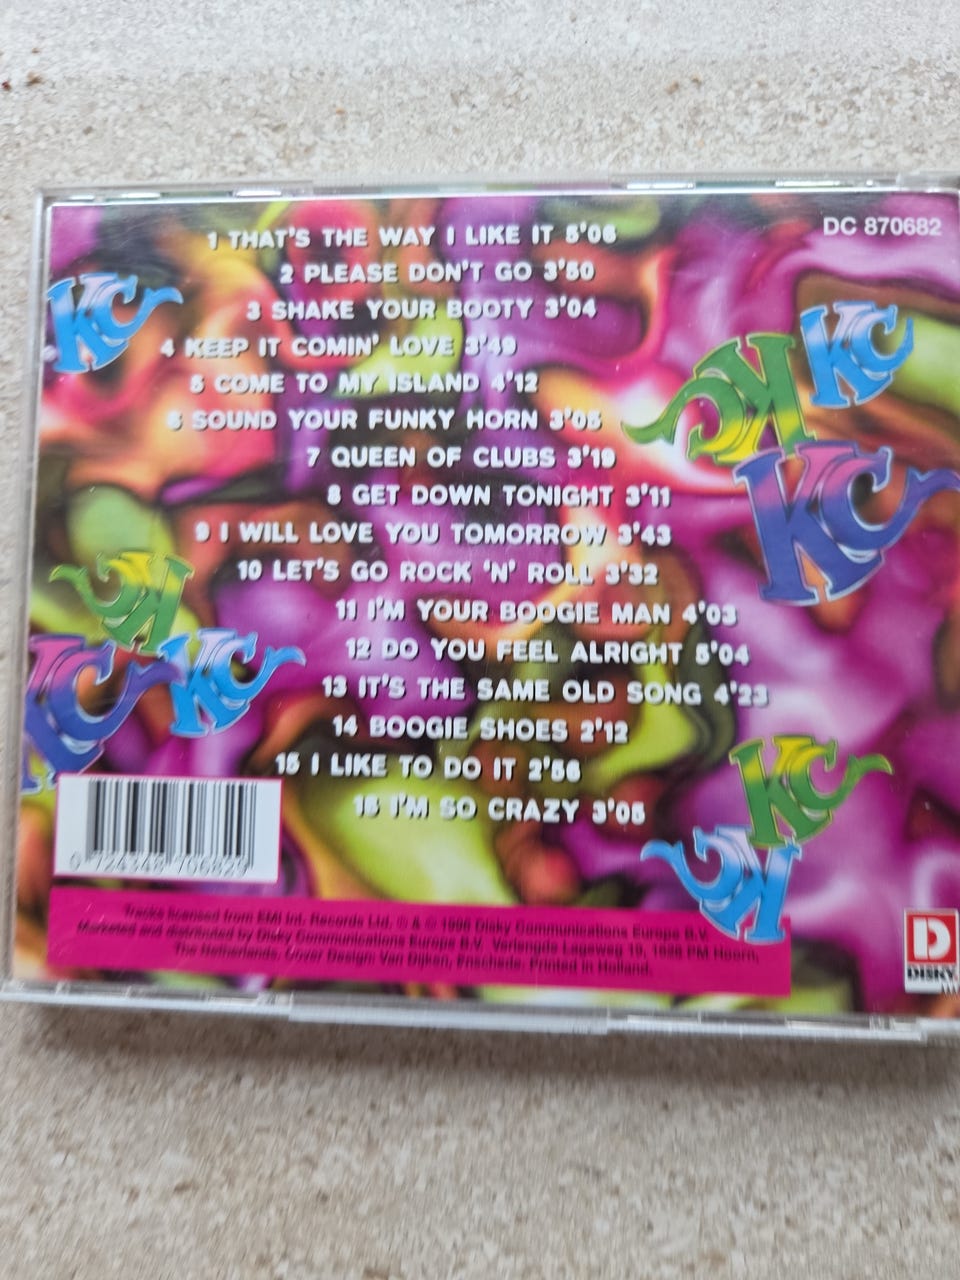 DC 870682
1 THAT'S THE WAY I LIKE IT 5'06
2 PLEASE DON'T GO 3'50
3 SHAKE YOUR BOOTY 3'04
4 KEEP IT COMIN' LOVE 3'49
5 COME TO MY ISLAND 4'12
6 SOUND YOUR FUNKY HORN 3'05
7 QUEEN OF CLUBS 3'19
8 GET DOWN TONIGHT 3'11
9 I WILL LOVE YOU TOMORROW 3'43
10 LET'S GO ROCK 'N' ROLL 3'32
11 I'M YOUR BOOGIE MAN 4'03
12 DO YOU FEEL ALRIGHT 5'04
13 IT'S THE SAME OLD SONG 4'23
14 BOOGIE SHOES 2'12
15 I LIKE TO DO IT 2'56
16 I'M SO CRAZY 3'05
KC
KC
KC
KC
KC
KC
KC
KC
KC
0 724348 706829
Tracks licensed from EMI Int. Records Ltd. ℗ & © 1996 Disky Communications Europe B.V.
Marketed and distributed by Disky Communications Europe B.V. Verlengde Lageweg 19, 1628 PM Hoorn,
The Netherlands. Cover Design: Van Dijken, Enschede. Printed in Holland.
D
DISKY